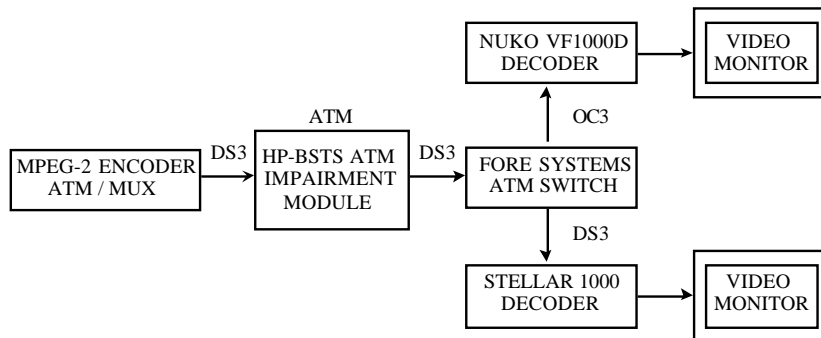 NUKO VF1000D
DECODER
VIDEO
MONITOR
OC3
ATM
DS3
DS3
MPEG-2 ENCODER
ATM / MUX
HP-BSTS ATM
IMPAIRMENT
MODULE
FORE SYSTEMS
ATM SWITCH
DS3
STELLAR 1000
DECODER
VIDEO
MONITOR